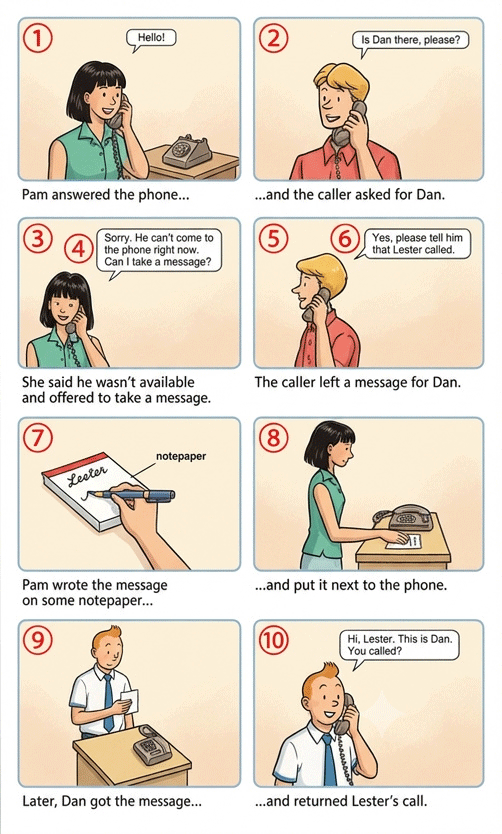 1
Hello!
Pam answered the phone...
2
Is Dan there, please?
...and the caller asked for Dan.
3
4
Sorry. He can't come to
the phone right now.
Can I take a message?
She said he wasn't available
and offered to take a message.
5
6
Yes, please tell him
that Lester called.
The caller left a message for Dan.
7
Lester
notepaper
Pam wrote the message
on some notepaper...
8
...and put it next to the phone.
9
Later, Dan got the message...
10
Hi, Lester. This is Dan.
You called?
...and returned Lester's call.